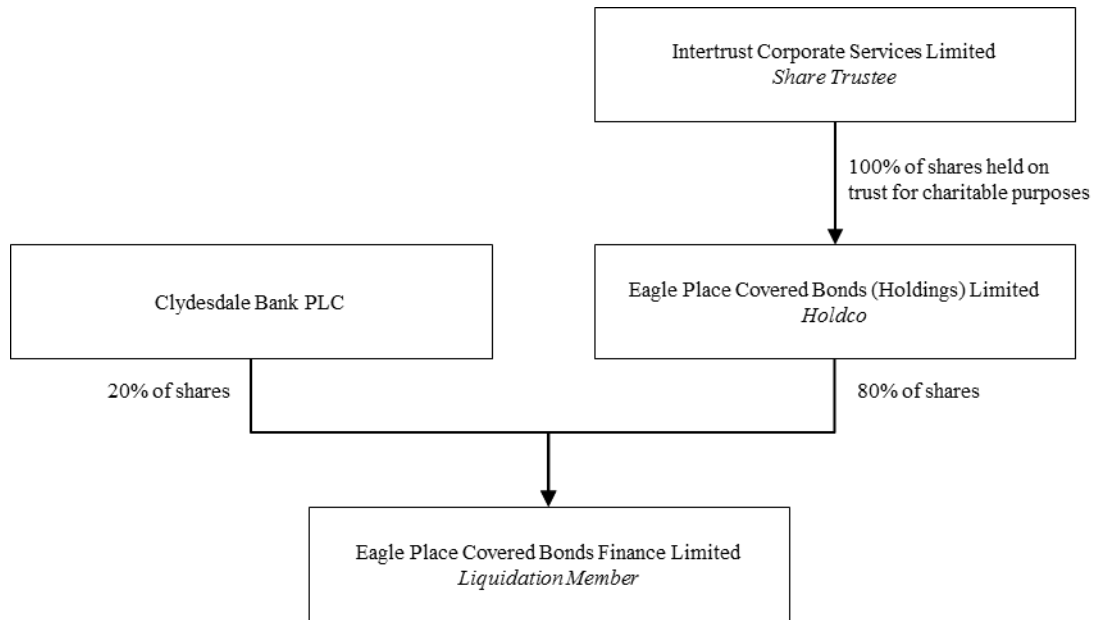 Intertrust Corporate Services Limited
Share Trustee
100% of shares held on
trust for charitable purposes
Clydesdale Bank PLC
Eagle Place Covered Bonds (Holdings) Limited
Holdco
20% of shares
80% of shares
Eagle Place Covered Bonds Finance Limited
Liquidation Member